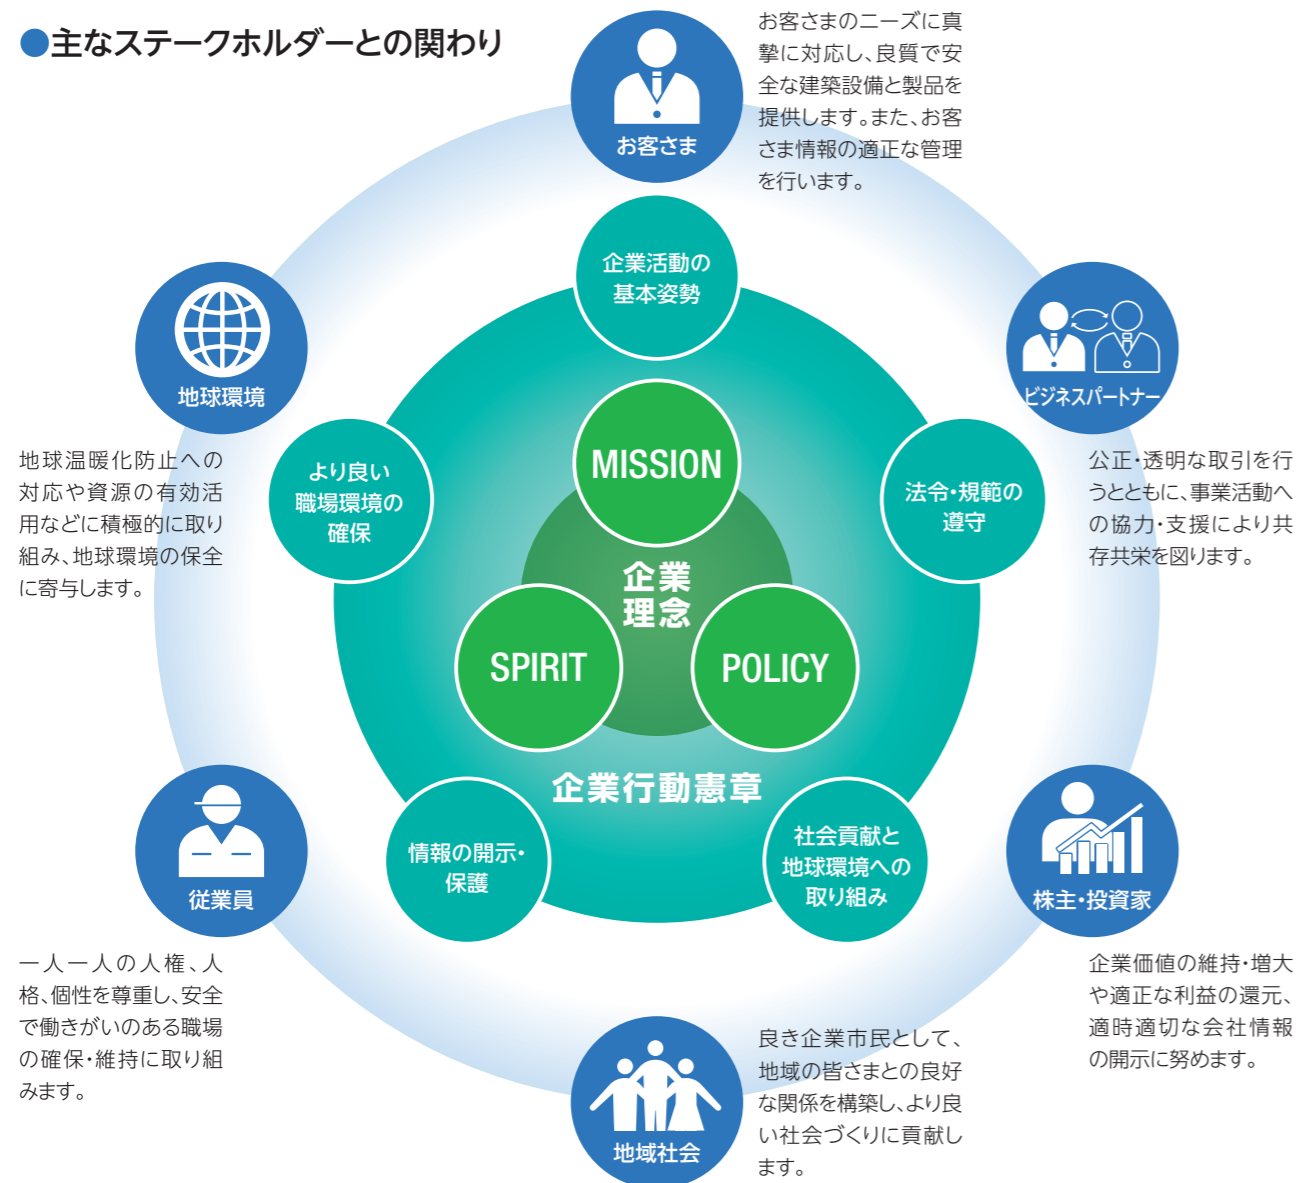 ●主なステークホルダーとの関わり
お客さま
お客さまのニーズに真
摯に対応し、良質で安
全な建築設備と製品を
提供します。また、お客
さま情報の適正な管理
を行います。
ビジネスパートナー
公正・透明な取引を行
うとともに、事業活動へ
の協力・支援により共
存共栄を図ります。
株主・投資家
企業価値の維持・増大
や適正な利益の還元、
適時適切な会社情報
の開示に努めます。
地域社会
良き企業市民として、
地域の皆さまとの良好
な関係を構築し、より良
い社会づくりに貢献し
ます。
従業員
一人一人の人権、人
格、個性を尊重し、安全
で働きがいのある職場
の確保・維持に取り組
みます。
地球環境
地球温暖化防止への
対応や資源の有効活
用などに積極的に取り
組み、地球環境の保全
に寄与します。
企業活動の
基本姿勢
法令・規範の
遵守
社会貢献と
地球環境への
取り組み
情報の開示・
保護
より良い
職場環境の
確保
MISSION
企業
理念
SPIRIT
POLICY
企業行動憲章